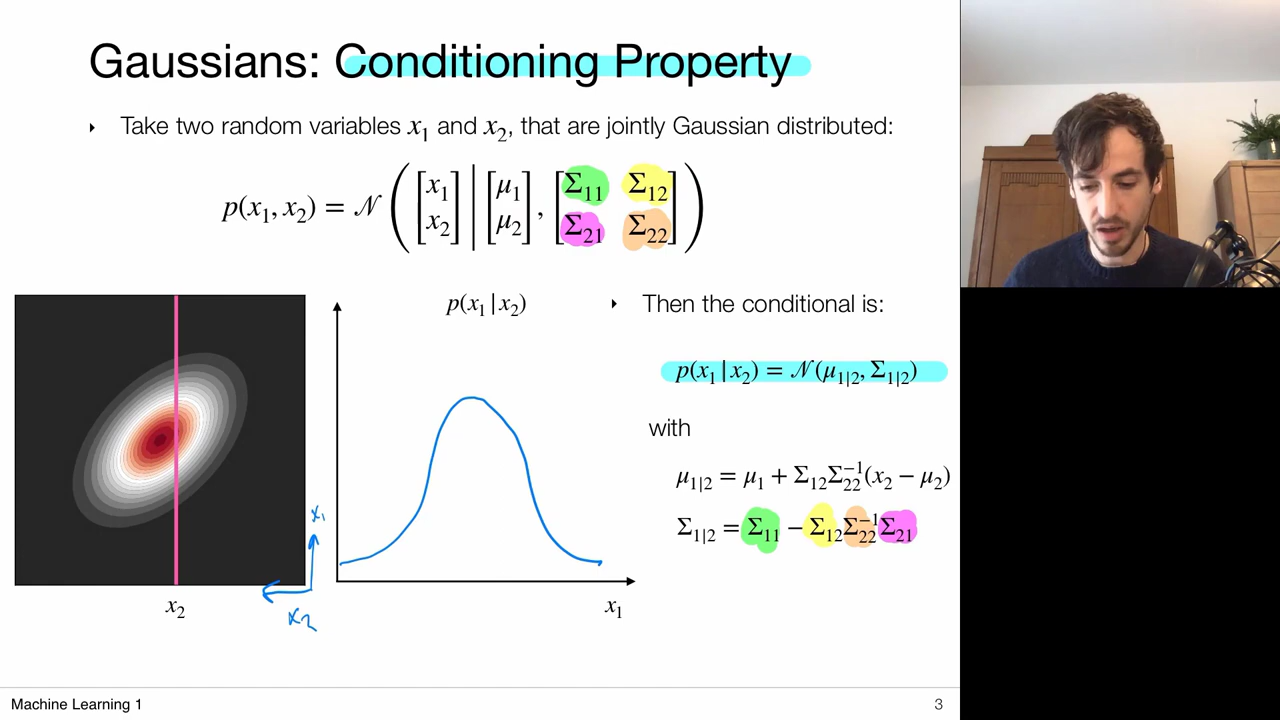 Gaussians: Conditioning Property
‣ Take two random variables x₁ and x₂, that are jointly Gaussian distributed:
p(x₁, x₂) = 𝒩 ( [x₁ x₂] | [μ₁ μ₂], [Σ₁₁ Σ₁₂ Σ₂₁ Σ₂₂] )
p(x₁ | x₂)
‣ Then the conditional is:
p(x₁ | x₂) = 𝒩(μ₁|₂, Σ₁|₂)
with
μ₁|₂ = μ₁ + Σ₁₂Σ₂₂⁻¹(x₂ − μ₂)
Σ₁|₂ = Σ₁₁ − Σ₁₂Σ₂₂⁻¹Σ₂₁
x₁
x₂
x₂
x₁
Machine Learning 1
3